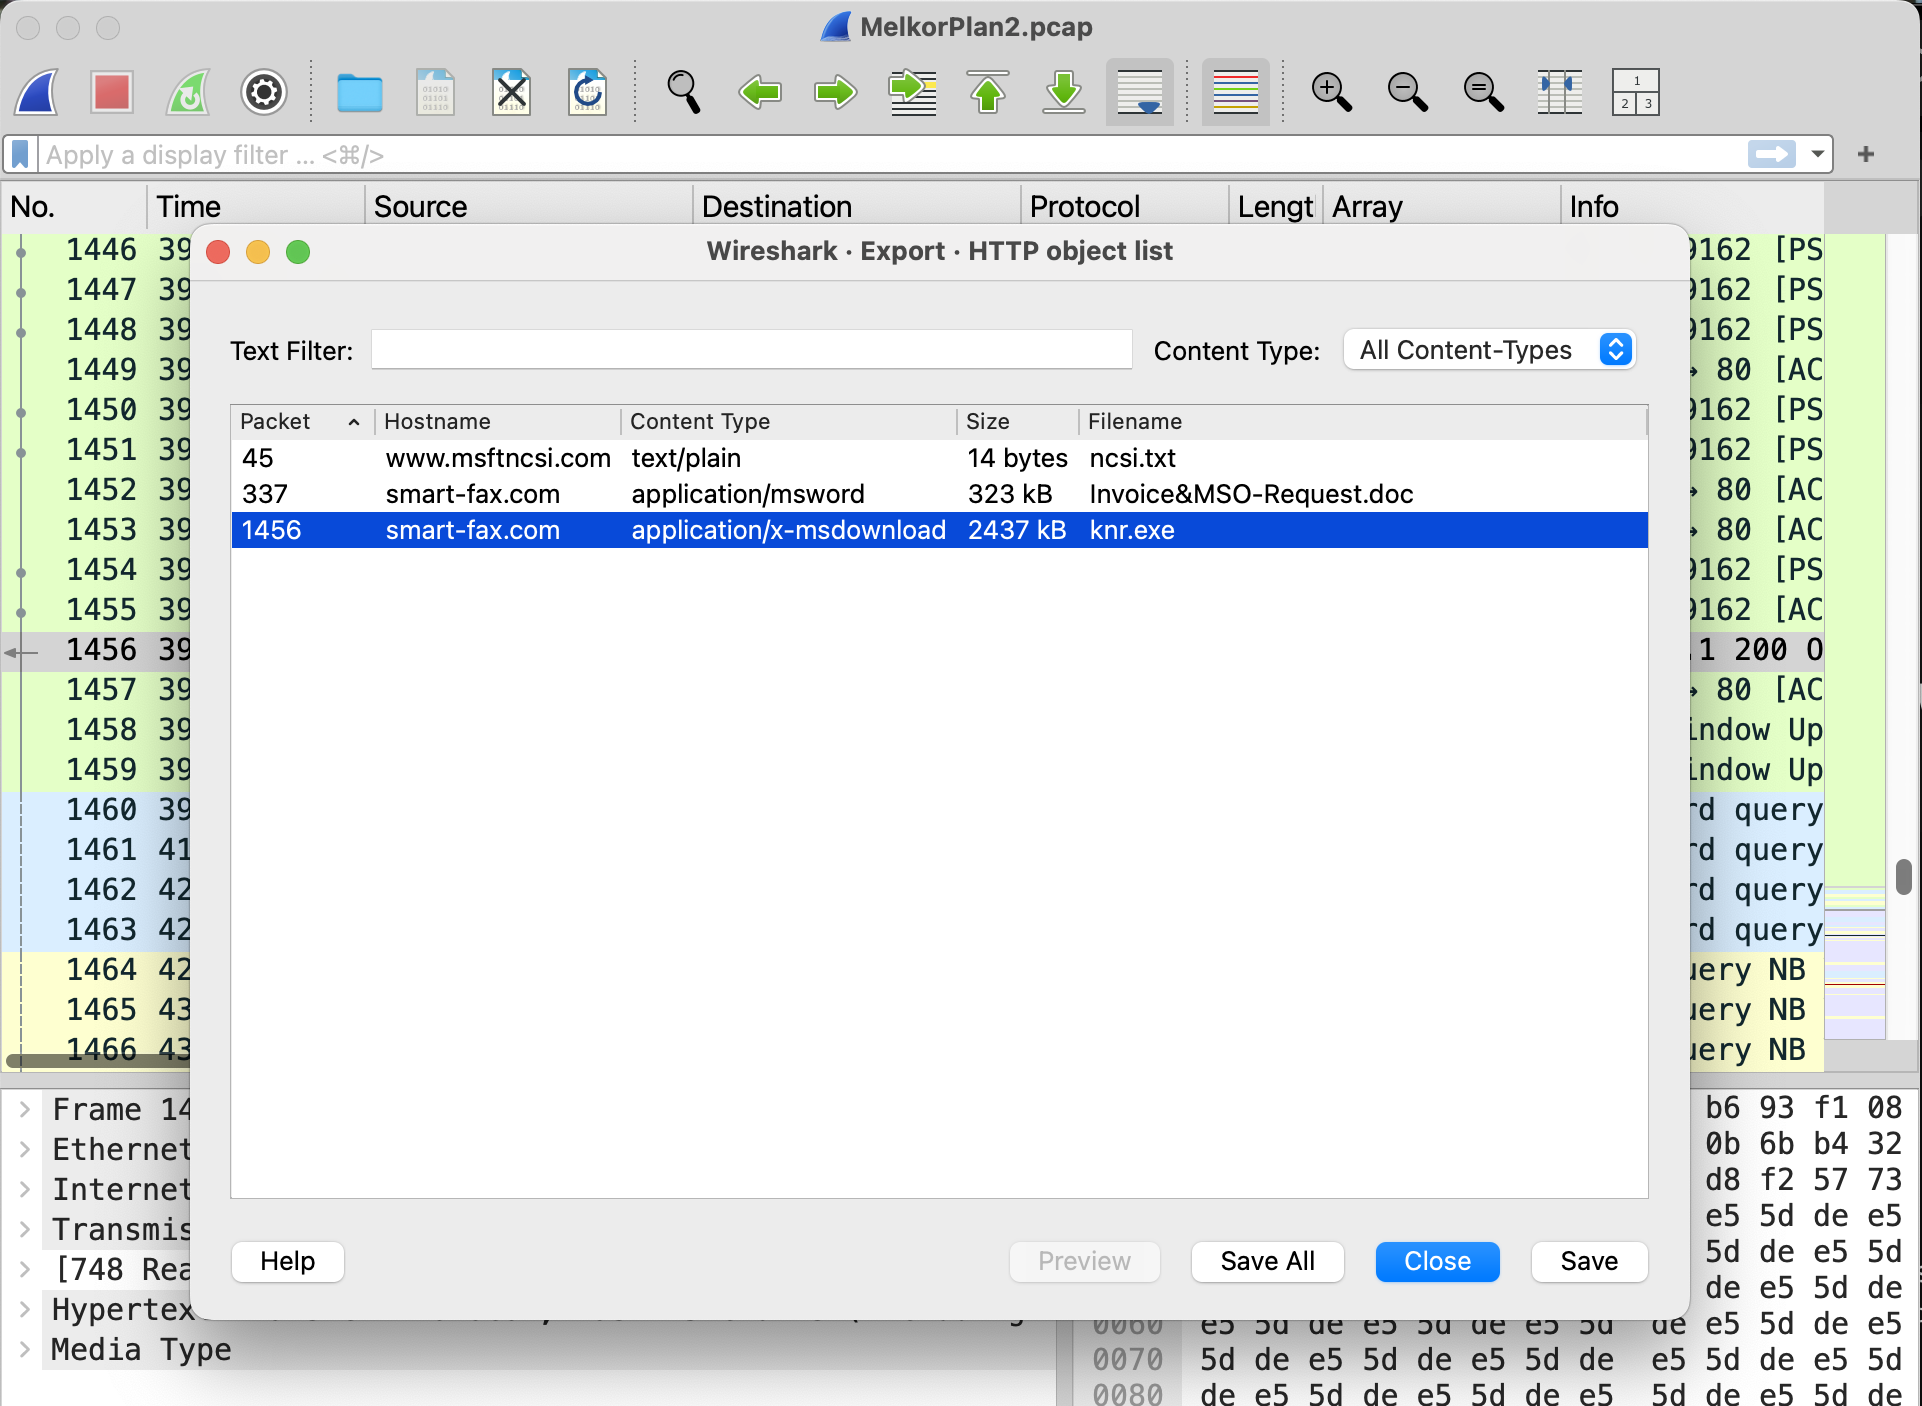 MelkorPlan2.pcap
Apply a display filter ... <⌘/>
No. Time Source Destination Protocol Lengt Array Info
Wireshark · Export · HTTP object list
Text Filter: Content Type: All Content-Types
Packet Hostname Content Type Size Filename
45 www.msftncsi.com text/plain 14 bytes ncsi.txt
337 smart-fax.com application/msword 323 kB Invoice&MSO-Request.doc
1456 smart-fax.com application/x-msdownload 2437 kB knr.exe
Help Preview Save All Close Save
1446 39 9162 [PS
1447 39 9162 [PS
1448 39 9162 [PS
1449 39 → 80 [AC
1450 39 9162 [PS
1451 39 9162 [PS
1452 39 → 80 [AC
1453 39 → 80 [AC
1454 39 9162 [PS
1455 39 9162 [AC
1456 39 .1 200 O
1457 39 → 80 [AC
1458 39 indow Up
1459 39 indow Up
1460 39 rd query
1461 41 rd query
1462 42 rd query
1463 42 rd query
1464 42 uery NB
1465 43 uery NB
1466 43 uery NB
Frame 14
Ethernet
Internet
Transmis
[748 Rea
Hypertex
Media Type
b6 93 f1 08
0b 6b b4 32
d8 f2 57 73
e5 5d de e5
5d de e5 5d
de e5 5d de
0060 e5 5d de e5 5d de e5 5d de e5 5d de e5
0070 5d de e5 5d de e5 5d de e5 5d de e5 5d
0080 de e5 5d de e5 5d de e5 5d de e5 5d de